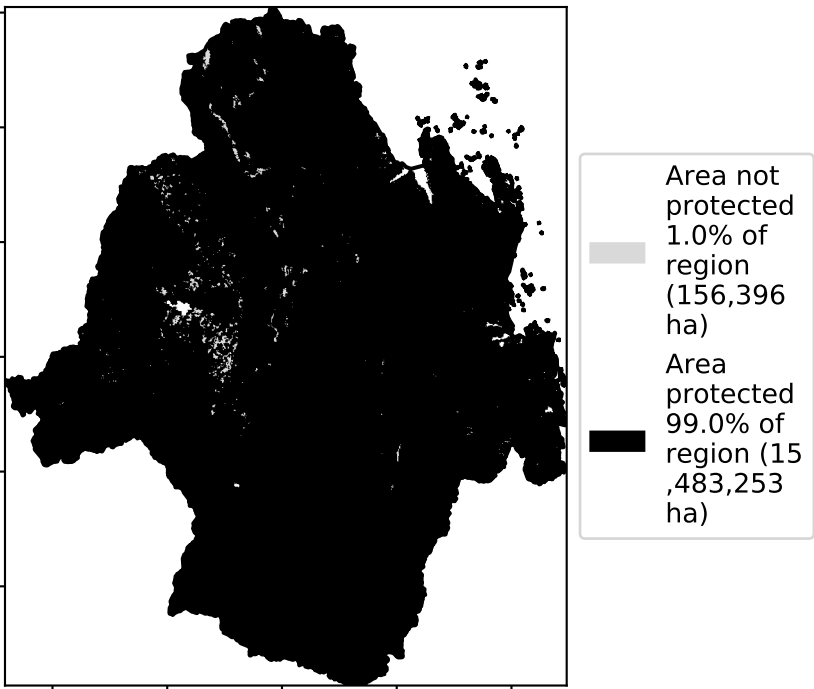 Area not
protected
1.0% of
region
(156,396
ha)
Area
protected
99.0% of
region (15
,483,253
ha)